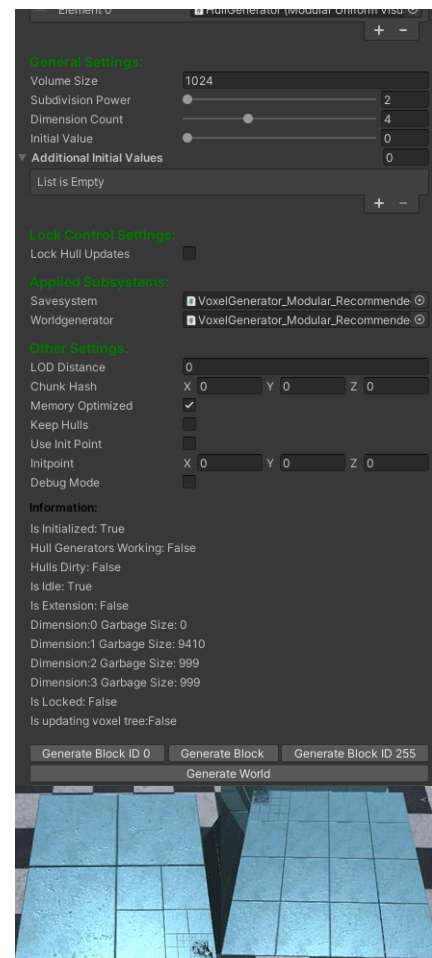 Element 0 HullGenerator (Modular Uniform Visu
+ -
General Settings:
Volume Size 1024
Subdivision Power 2
Dimension Count 4
Initial Value 0
Additional Initial Values 0
List is Empty
+ -
Lock Control Settings:
Lock Hull Updates
Applied Subsystems:
Savesystem VoxelGenerator_Modular_Recommende
Worldgenerator VoxelGenerator_Modular_Recommende
Other Settings:
LOD Distance 0
Chunk Hash X 0 Y 0 Z 0
Memory Optimized
Keep Hulls
Use Init Point
Initpoint X 0 Y 0 Z 0
Debug Mode
Information:
Is Initialized: True
Hull Generators Working: False
Hulls Dirty: False
Is Idle: True
Is Extension: False
Dimension:0 Garbage Size: 0
Dimension:1 Garbage Size: 9410
Dimension:2 Garbage Size: 999
Dimension:3 Garbage Size: 999
Is Locked: False
Is updating voxel tree:False
Generate Block ID 0 Generate Block Generate Block ID 255
Generate World